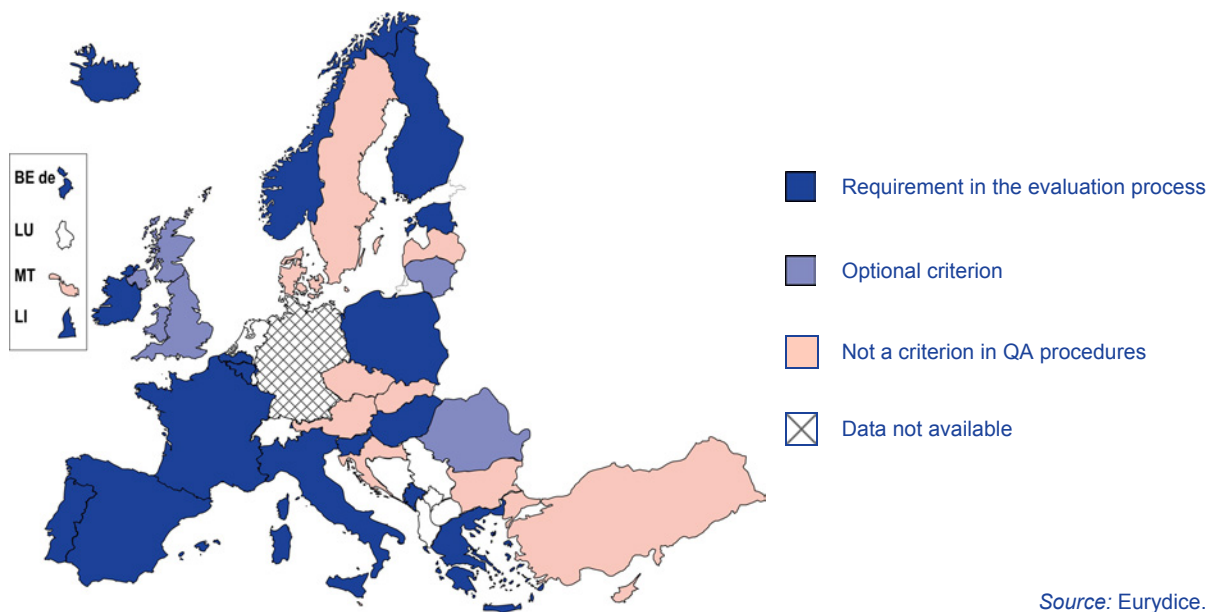 BE de
LU
MT
LI
Requirement in the evaluation process
Optional criterion
Not a criterion in QA procedures
Data not available
Source: Eurydice.